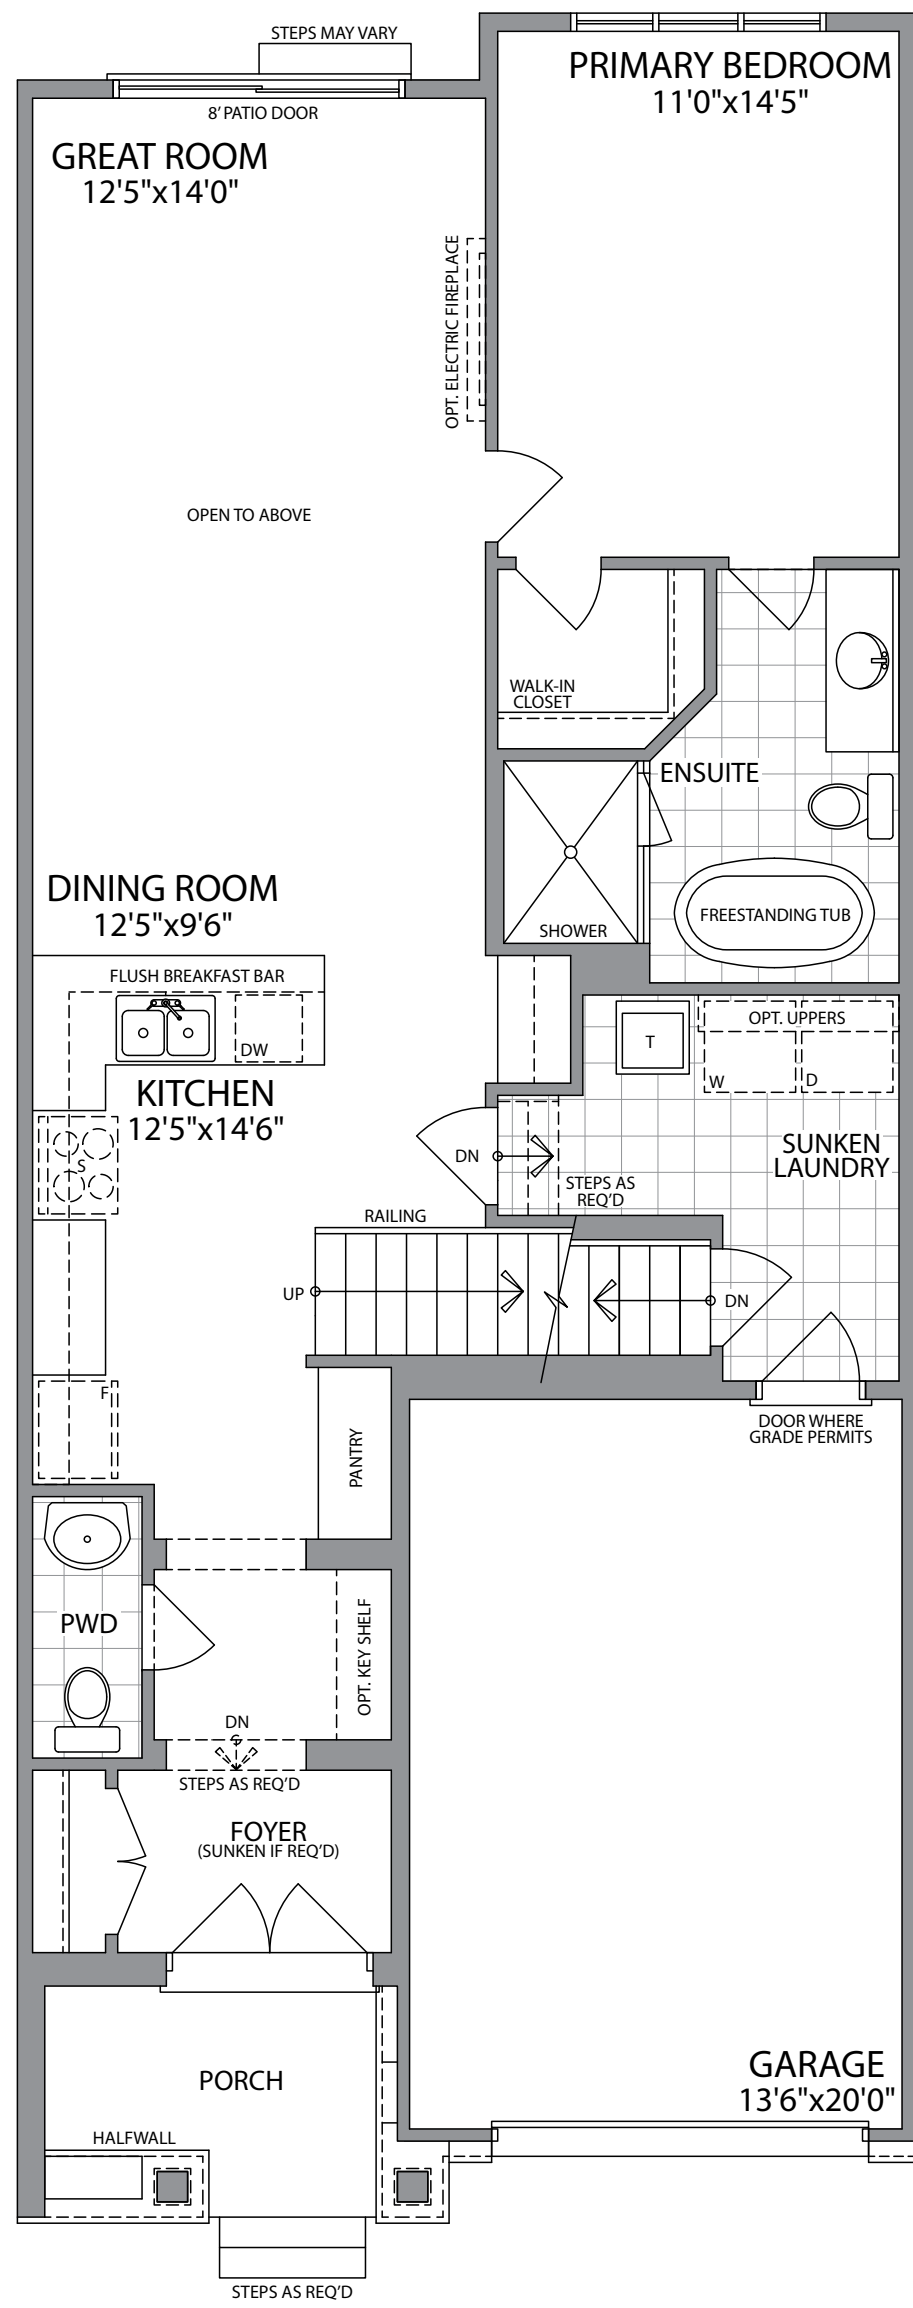 STEPS MAY VARY
PRIMARY BEDROOM
11'0"x14'5"
8' PATIO DOOR
GREAT ROOM
12'5"x14'0"
OPT. ELECTRIC FIREPLACE
OPEN TO ABOVE
WALK-IN
CLOSET
ENSUITE
DINING ROOM
12'5"x9'6"
SHOWER
FREESTANDING TUB
FLUSH BREAKFAST BAR
DW
OPT. UPPERS
T
W
D
KITCHEN
12'5"x14'6"
S
DN
SUNKEN
LAUNDRY
STEPS AS
REQ'D
RAILING
UP
DN
F
PANTRY
DOOR WHERE
GRADE PERMITS
PWD
OPT. KEY SHELF
DN
STEPS AS REQ'D
FOYER
(SUNKEN IF REQ'D)
PORCH
GARAGE
13'6"x20'0"
HALFWALL
STEPS AS REQ'D